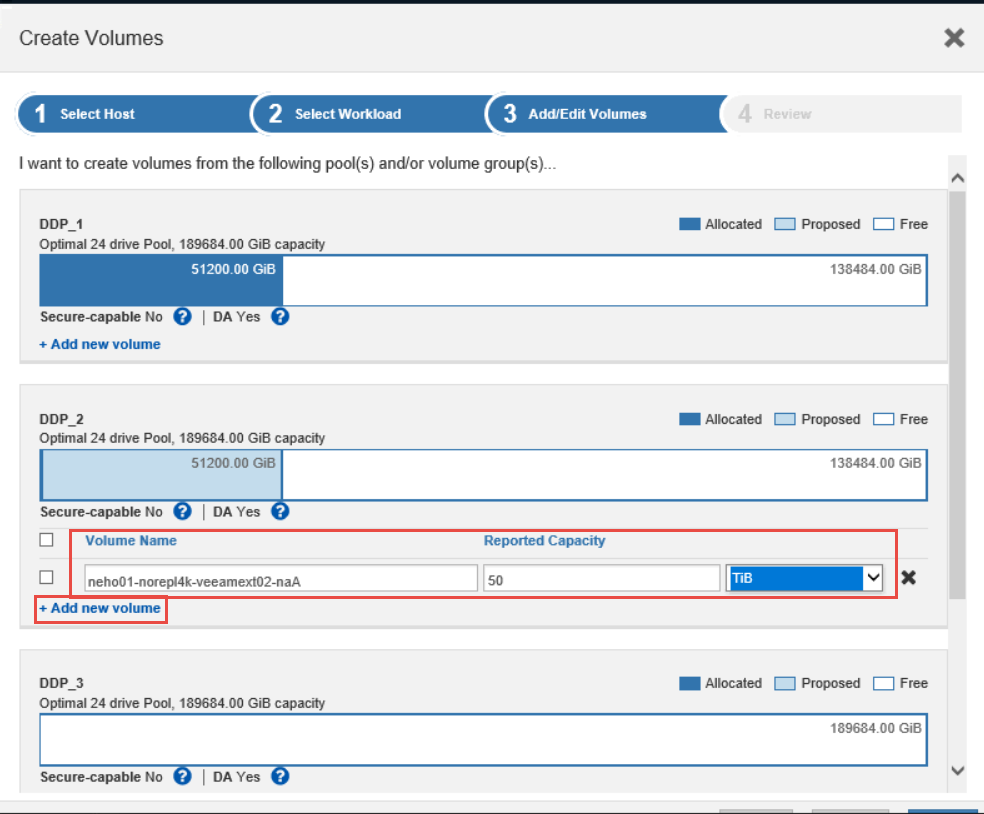 Create Volumes
1 Select Host 2 Select Workload 3 Add/Edit Volumes 4 Review
I want to create volumes from the following pool(s) and/or volume group(s)...
DDP_1 Allocated Proposed Free
Optimal 24 drive Pool, 189684.00 GiB capacity
51200.00 GiB 138484.00 GiB
Secure-capable No ? | DA Yes ?
+ Add new volume
DDP_2 Allocated Proposed Free
Optimal 24 drive Pool, 189684.00 GiB capacity
51200.00 GiB 138484.00 GiB
Secure-capable No ? | DA Yes ?
Volume Name Reported Capacity
neho01-norepl4k-veeamext02-naA 50 TiB
+ Add new volume
DDP_3 Allocated Proposed Free
Optimal 24 drive Pool, 189684.00 GiB capacity
189684.00 GiB
Secure-capable No ? | DA Yes ?